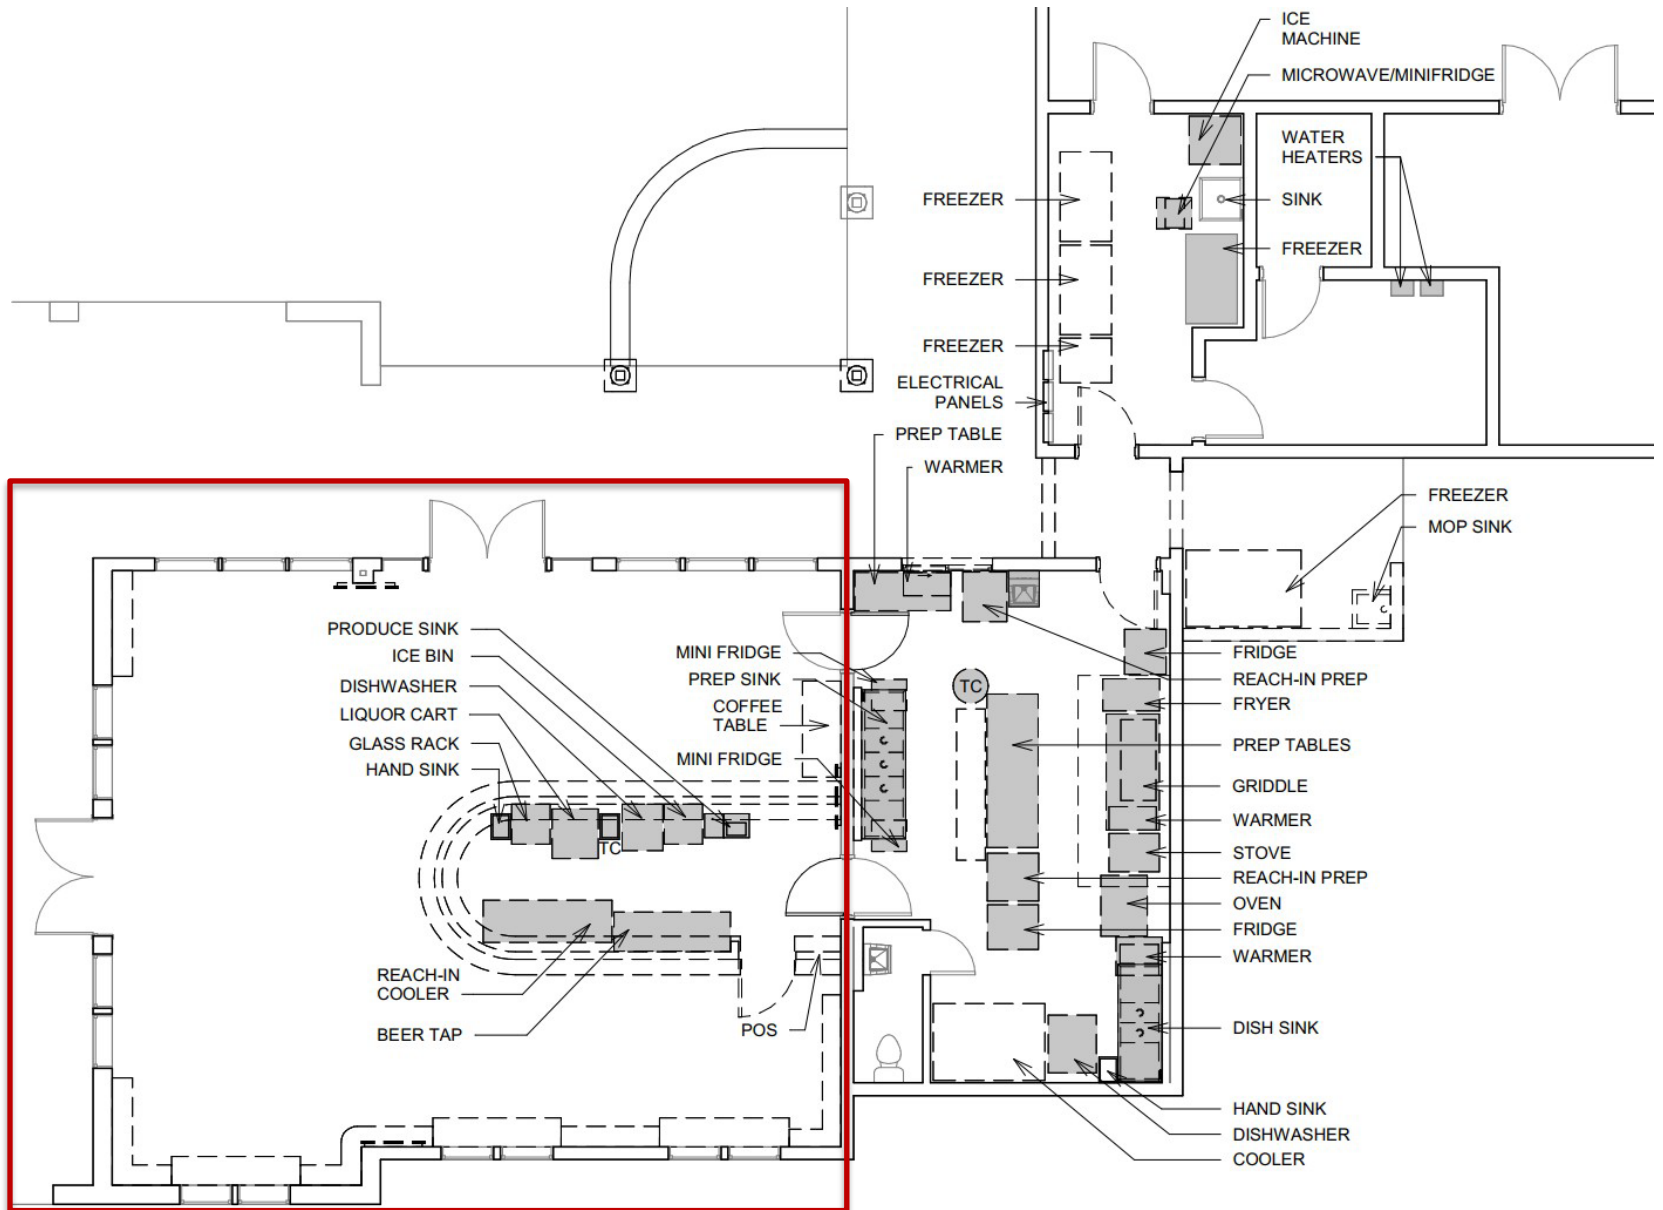 ICE
MACHINE
MICROWAVE/MINIFRIDGE
WATER
HEATERS
FREEZER
SINK
FREEZER
FREEZER
FREEZER
ELECTRICAL
PANELS
PREP TABLE
WARMER
FREEZER
MOP SINK
PRODUCE SINK
ICE BIN
DISHWASHER
LIQUOR CART
GLASS RACK
HAND SINK
TC
REACH-IN
COOLER
BEER TAP
POS
MINI FRIDGE
PREP SINK
COFFEE
TABLE
MINI FRIDGE
TC
FRIDGE
REACH-IN PREP
FRYER
PREP TABLES
GRIDDLE
WARMER
STOVE
REACH-IN PREP
OVEN
FRIDGE
WARMER
DISH SINK
HAND SINK
DISHWASHER
COOLER